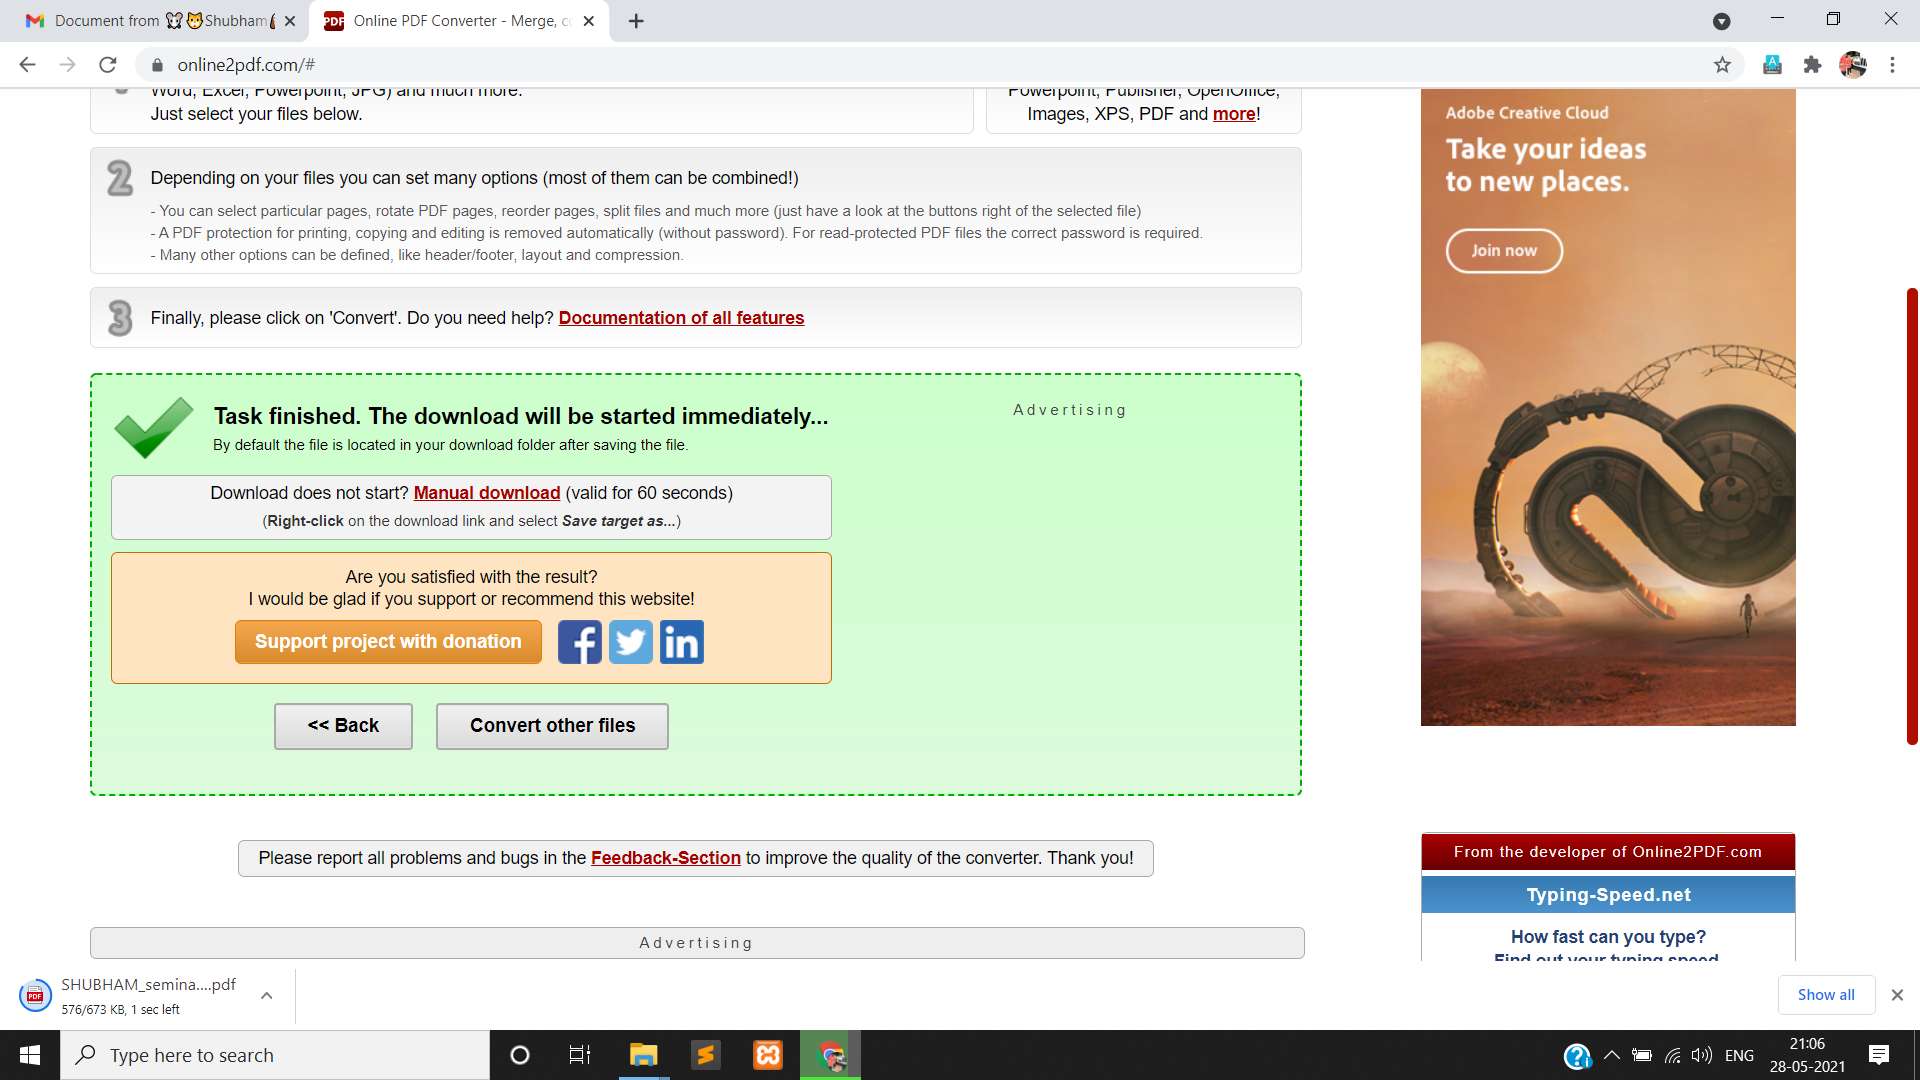 Document from 🐭🐯Shubham
Online PDF Converter - Merge, c
online2pdf.com/#
Word, Excel, Powerpoint, JPG) and much more.
Just select your files below.
Powerpoint, Publisher, OpenOffice,
Images, XPS, PDF and more!
2
Depending on your files you can set many options (most of them can be combined!)
- You can select particular pages, rotate PDF pages, reorder pages, split files and much more (just have a look at the buttons right of the selected file)
- A PDF protection for printing, copying and editing is removed automatically (without password). For read-protected PDF files the correct password is required.
- Many other options can be defined, like header/footer, layout and compression.
3
Finally, please click on 'Convert'. Do you need help? Documentation of all features
Task finished. The download will be started immediately...
By default the file is located in your download folder after saving the file.
Download does not start? Manual download (valid for 60 seconds)
(Right-click on the download link and select Save target as...)
Are you satisfied with the result?
I would be glad if you support or recommend this website!
Support project with donation
<< Back
Convert other files
Advertising
Please report all problems and bugs in the Feedback-Section to improve the quality of the converter. Thank you!
Advertising
Adobe Creative Cloud
Take your ideas
to new places.
Join now
From the developer of Online2PDF.com
Typing-Speed.net
How fast can you type?
Find out your typing speed
SHUBHAM_semina....pdf
576/673 KB, 1 sec left
Show all
Type here to search
ENG
21:06
28-05-2021